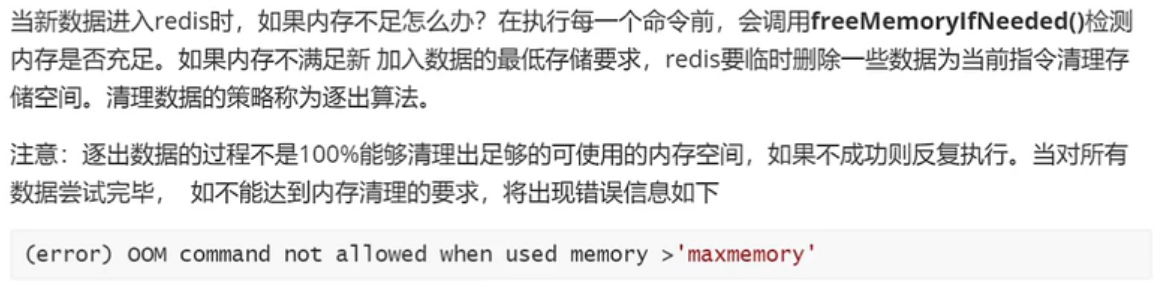 当新数据进入redis时，如果内存不足怎么办？在执行每一个命令前，会调用freeMemoryIfNeeded()检测
内存是否充足。如果内存不满足新 加入数据的最低存储要求，redis要临时删除一些数据为当前指令清理存
储空间。清理数据的策略称为逐出算法。
注意：逐出数据的过程不是100%能够清理出足够的可使用的内存空间，如果不成功则反复执行。当对所有
数据尝试完毕， 如不能达到内存清理的要求，将出现错误信息如下
(error) OOM command not allowed when used memory >'maxmemory'